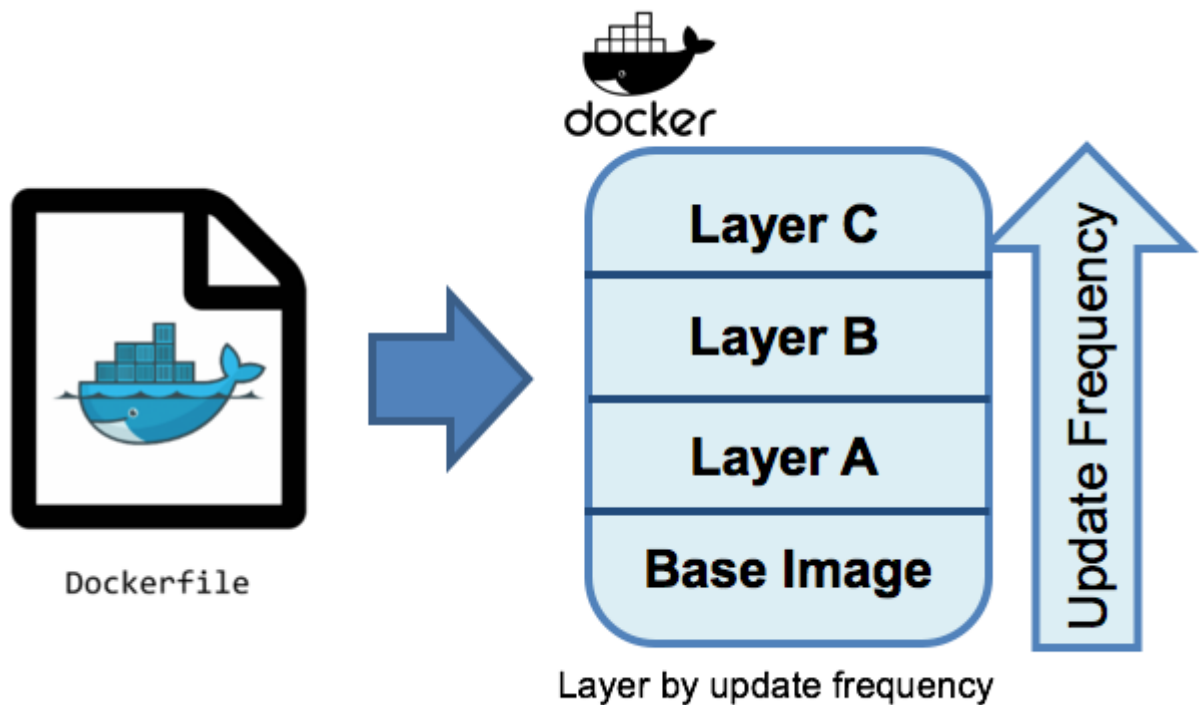 docker
Layer C
Layer B
Layer A
Base Image
Update Frequency
Dockerfile
Layer by update frequency